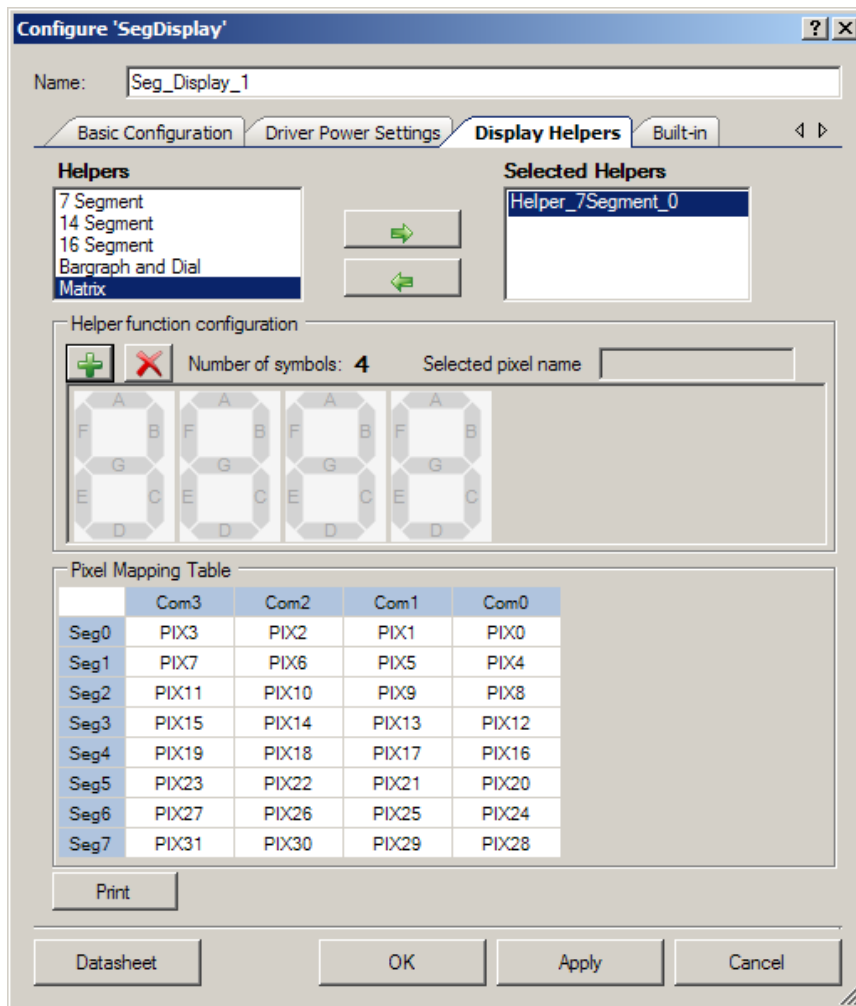 Configure 'SegDisplay'
Name: Seg_Display_1
Basic Configuration Driver Power Settings Display Helpers Built-in
Helpers Selected Helpers
7 Segment Helper_7Segment_0
14 Segment
16 Segment
Bargraph and Dial
Matrix
Helper function configuration
Number of symbols: 4 Selected pixel name
A A A A
F B F B F B F B
G G G G
E C E C E C E C
D D D D
Pixel Mapping Table
Com3 Com2 Com1 Com0
Seg0 PIX3 PIX2 PIX1 PIX0
Seg1 PIX7 PIX6 PIX5 PIX4
Seg2 PIX11 PIX10 PIX9 PIX8
Seg3 PIX15 PIX14 PIX13 PIX12
Seg4 PIX19 PIX18 PIX17 PIX16
Seg5 PIX23 PIX22 PIX21 PIX20
Seg6 PIX27 PIX26 PIX25 PIX24
Seg7 PIX31 PIX30 PIX29 PIX28
Print
Datasheet OK Apply Cancel